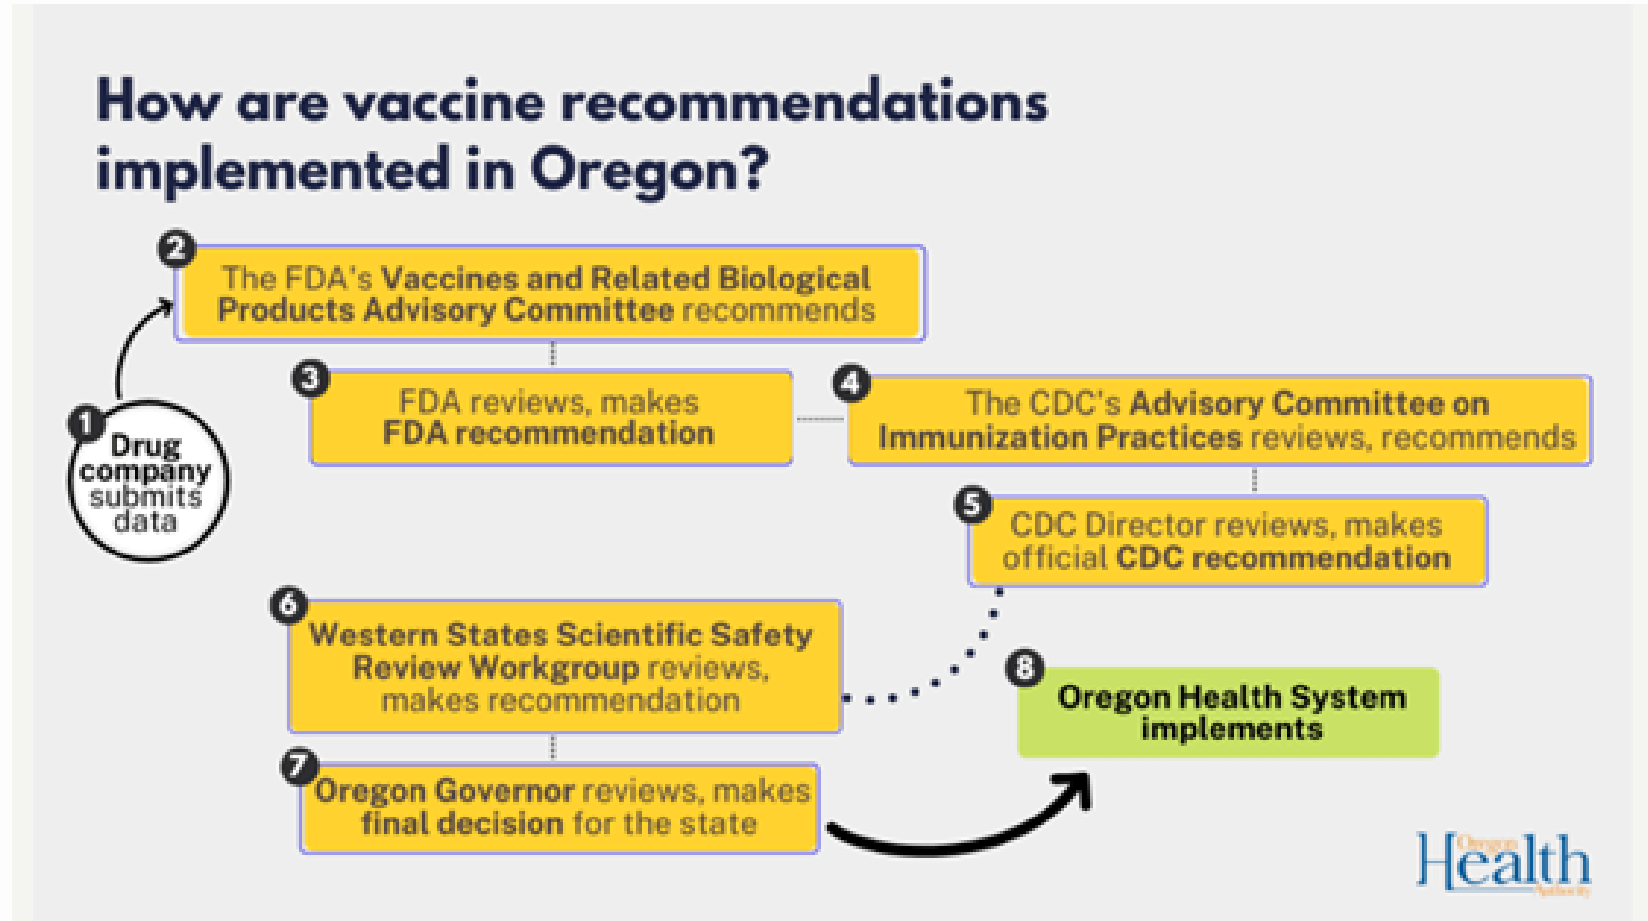 How are vaccine recommendations
implemented in Oregon?
2
The FDA's Vaccines and Related Biological
Products Advisory Committee recommends
3
FDA reviews, makes
FDA recommendation
4
The CDC's Advisory Committee on
Immunization Practices reviews, recommends
1
Drug
company
submits
data
5
CDC Director reviews, makes
official CDC recommendation
6
Western States Scientific Safety
Review Workgroup reviews,
makes recommendation
8
Oregon Health System
implements
7
Oregon Governor reviews, makes
final decision for the state
Oregon
Health
Authority